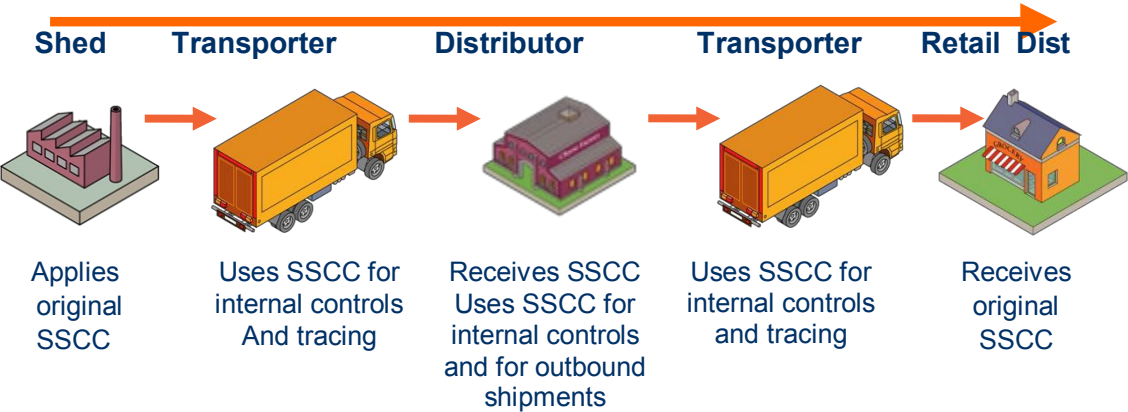 Shed Transporter Distributor Transporter Retail Dist
GROCERY
Applies
original
SSCC
Uses SSCC for
internal controls
And tracing
Receives SSCC
Uses SSCC for
internal controls
and for outbound
shipments
Uses SSCC for
internal controls
and tracing
Receives
original
SSCC